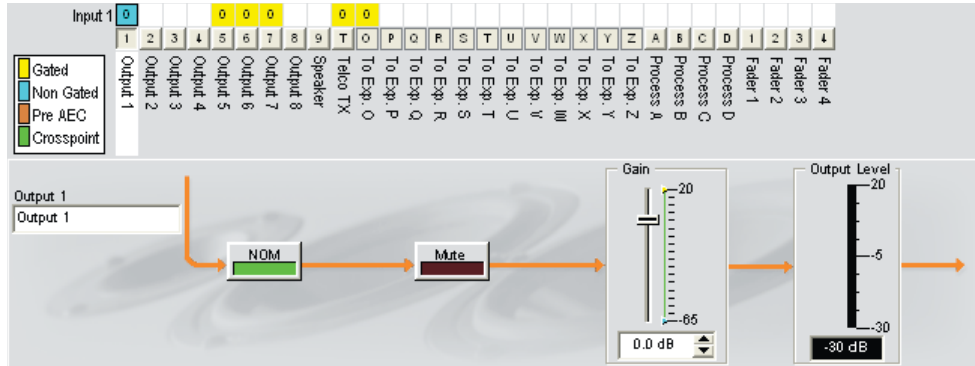 Input 1 0 0 0 0 0 0
1 2 3 4 5 6 7 8 9 T O P Q R S T U V W X Y Z A B C D 1 2 3 4
Output 1
Output 2
Output 3
Output 4
Output 5
Output 6
Output 7
Output 8
Speaker
Telco TX
To Exp. O
To Exp. P
To Exp. Q
To Exp. R
To Exp. S
To Exp. T
To Exp. U
To Exp. V
To Exp. W
To Exp. X
To Exp. Y
To Exp. Z
Process A
Process B
Process C
Process D
Fader 1
Fader 2
Fader 3
Fader 4
Gated
Non Gated
Pre AEC
Crosspoint
Output 1
Output 1
NOM
Mute
Gain
20
-65
0.0 dB
Output Level
20
-5
-30
-30 dB